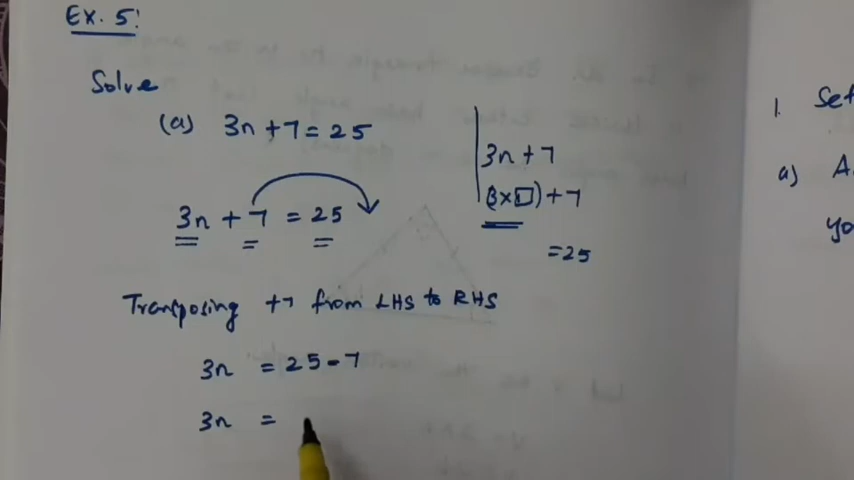 Ex. 5:
Solve
(a) 3n + 7 = 25
3n + 7
(3×□) + 7
= 25
3n + 7 = 25
Transposing +7 from LHS to RHS
3n = 25 - 7
3n =
1. Set
a) A
yo